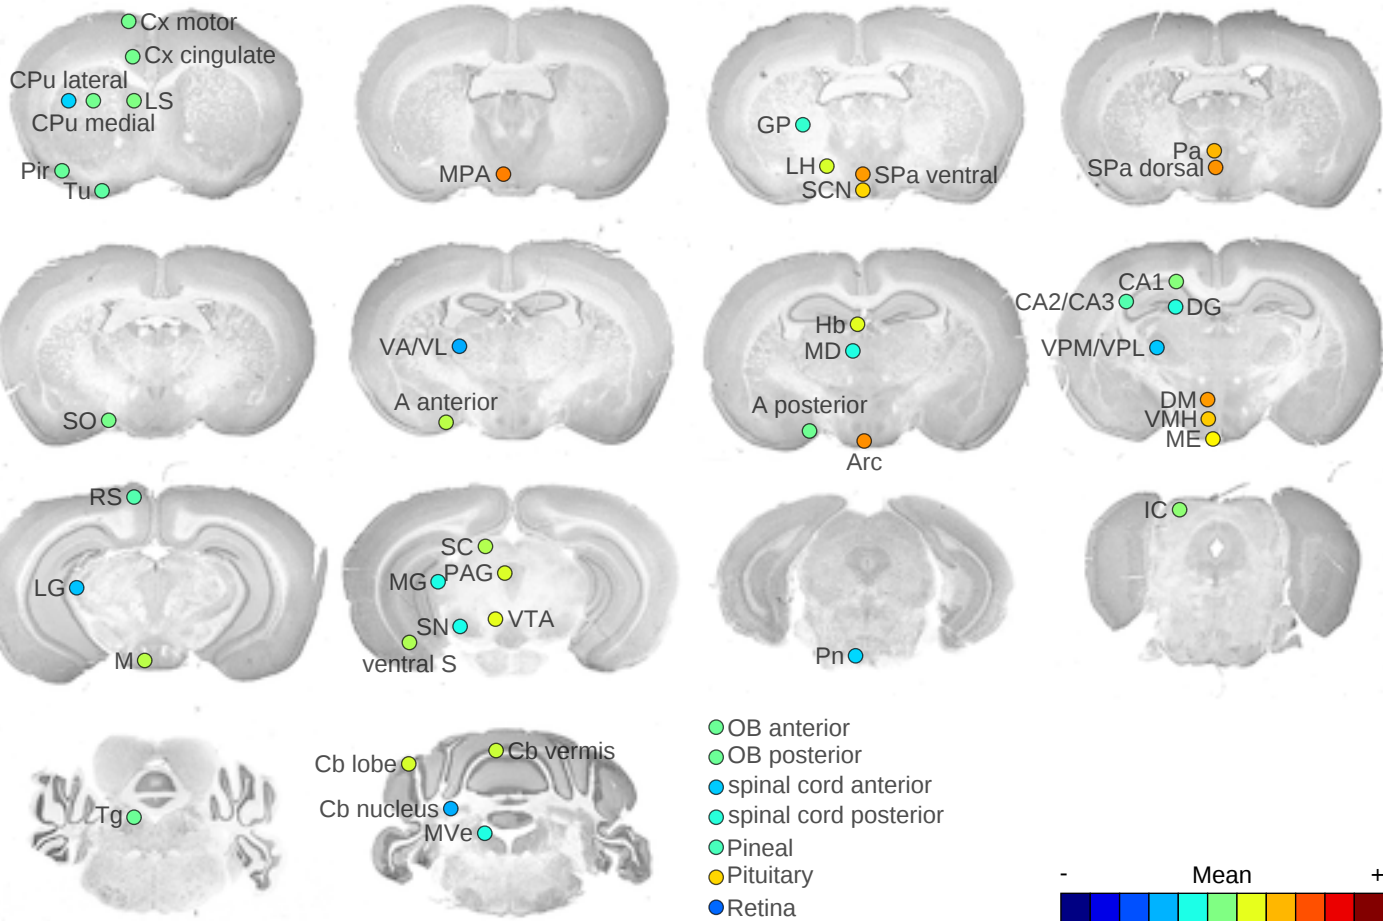 Cx motor
Cx cingulate
CPu lateral
LS
CPu medial
Pir
Tu
MPA
GP
LH
SPa ventral
SCN
Pa
SPa dorsal
SO
VA/VL
A anterior
Hb
MD
A posterior
Arc
CA1
CA2/CA3
DG
VPM/VPL
DM
VMH
ME
RS
LG
M
SC
PAG
MG
VTA
SN
ventral S
Pn
IC
Tg
Cb lobe
Cb vermis
Cb nucleus
MVe
OB anterior
OB posterior
spinal cord anterior
spinal cord posterior
Pineal
Pituitary
Retina
- Mean +